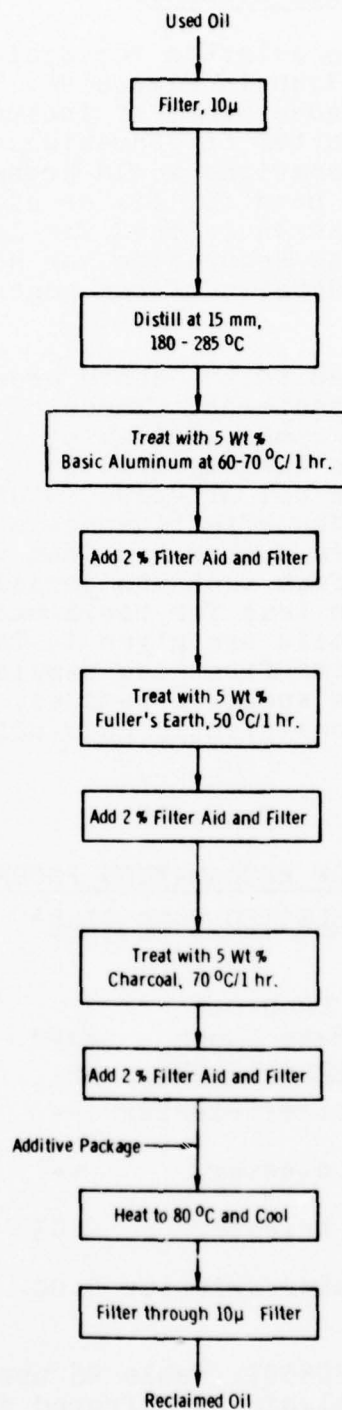 Used Oil
Filter, 10μ
Distill at 15 mm,
180 - 285 °C
Treat with 5 Wt %
Basic Aluminum at 60-70 °C/1 hr.
Add 2 % Filter Aid and Filter
Treat with 5 Wt %
Fuller's Earth, 50 °C/1 hr.
Add 2 % Filter Aid and Filter
Treat with 5 Wt %
Charcoal, 70 °C/1 hr.
Add 2 % Filter Aid and Filter
Additive Package
Heat to 80 °C and Cool
Filter through 10μ Filter
Reclaimed Oil